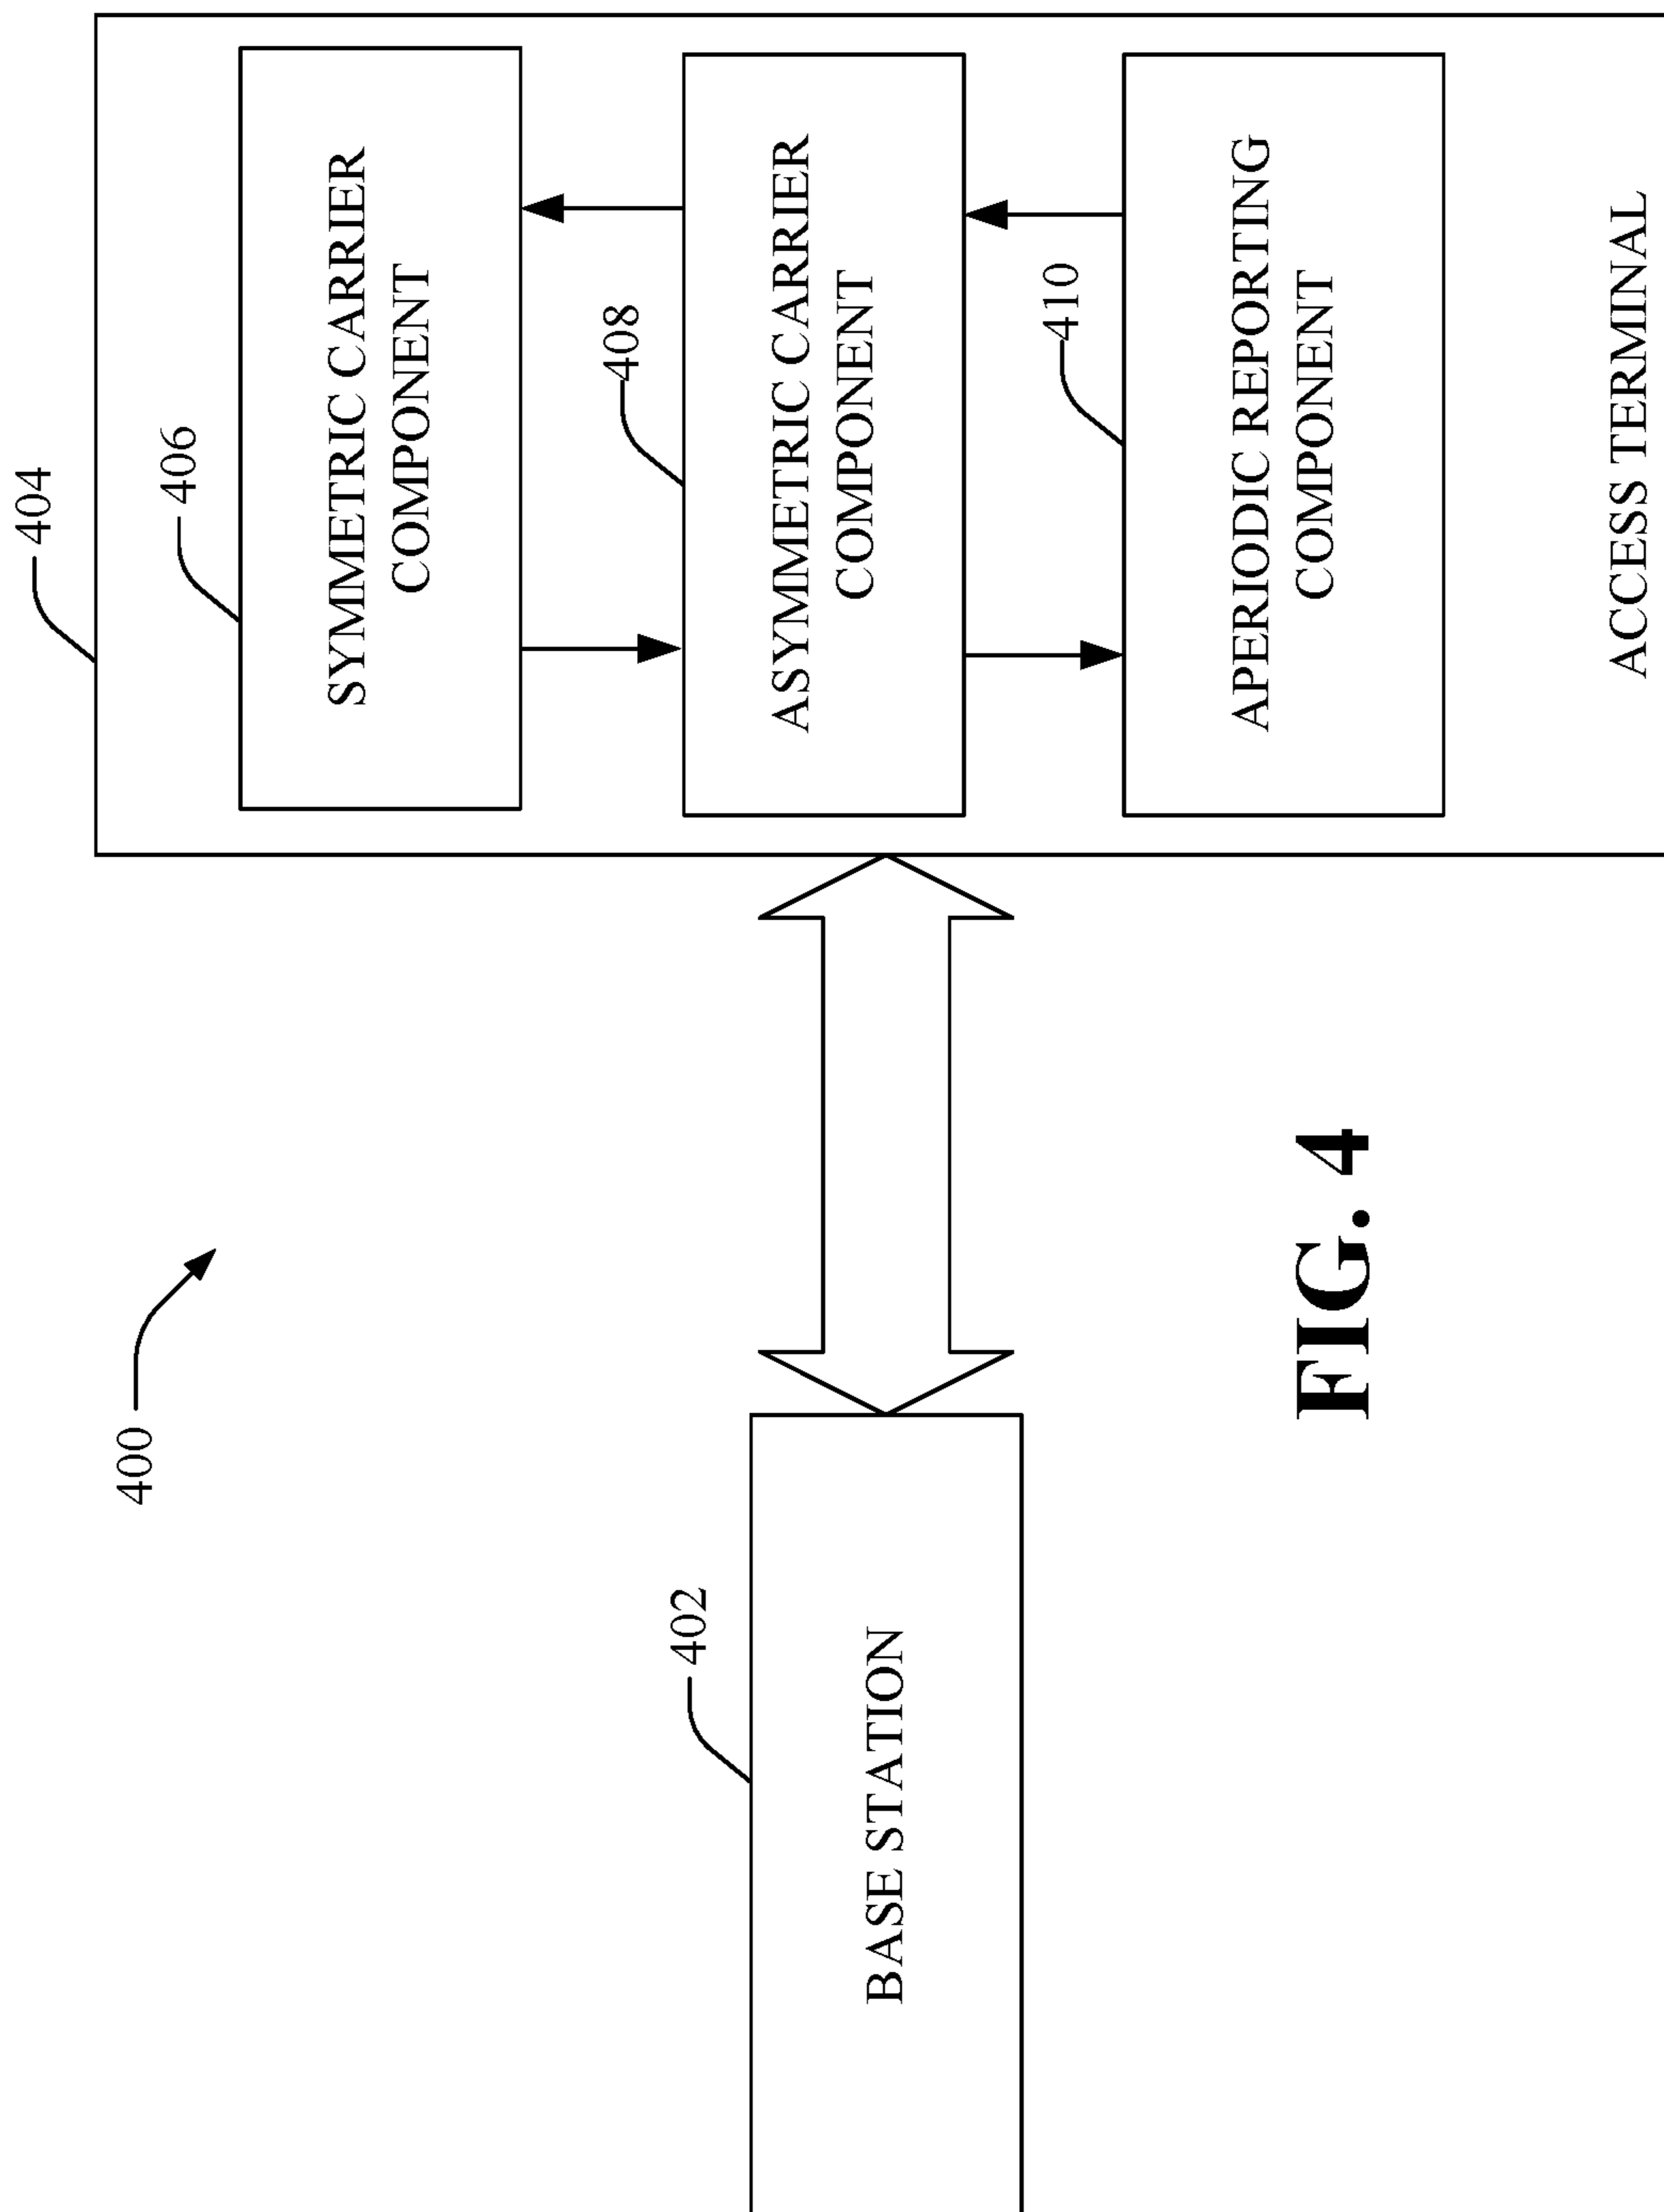 400
404
406
SYMMETRIC CARRIER
COMPONENT
402
BASE STATION
408
ASYMMETRIC CARRIER
COMPONENT
410
APERIODIC REPORTING
COMPONENT
ACCESS TERMINAL
FIG. 4